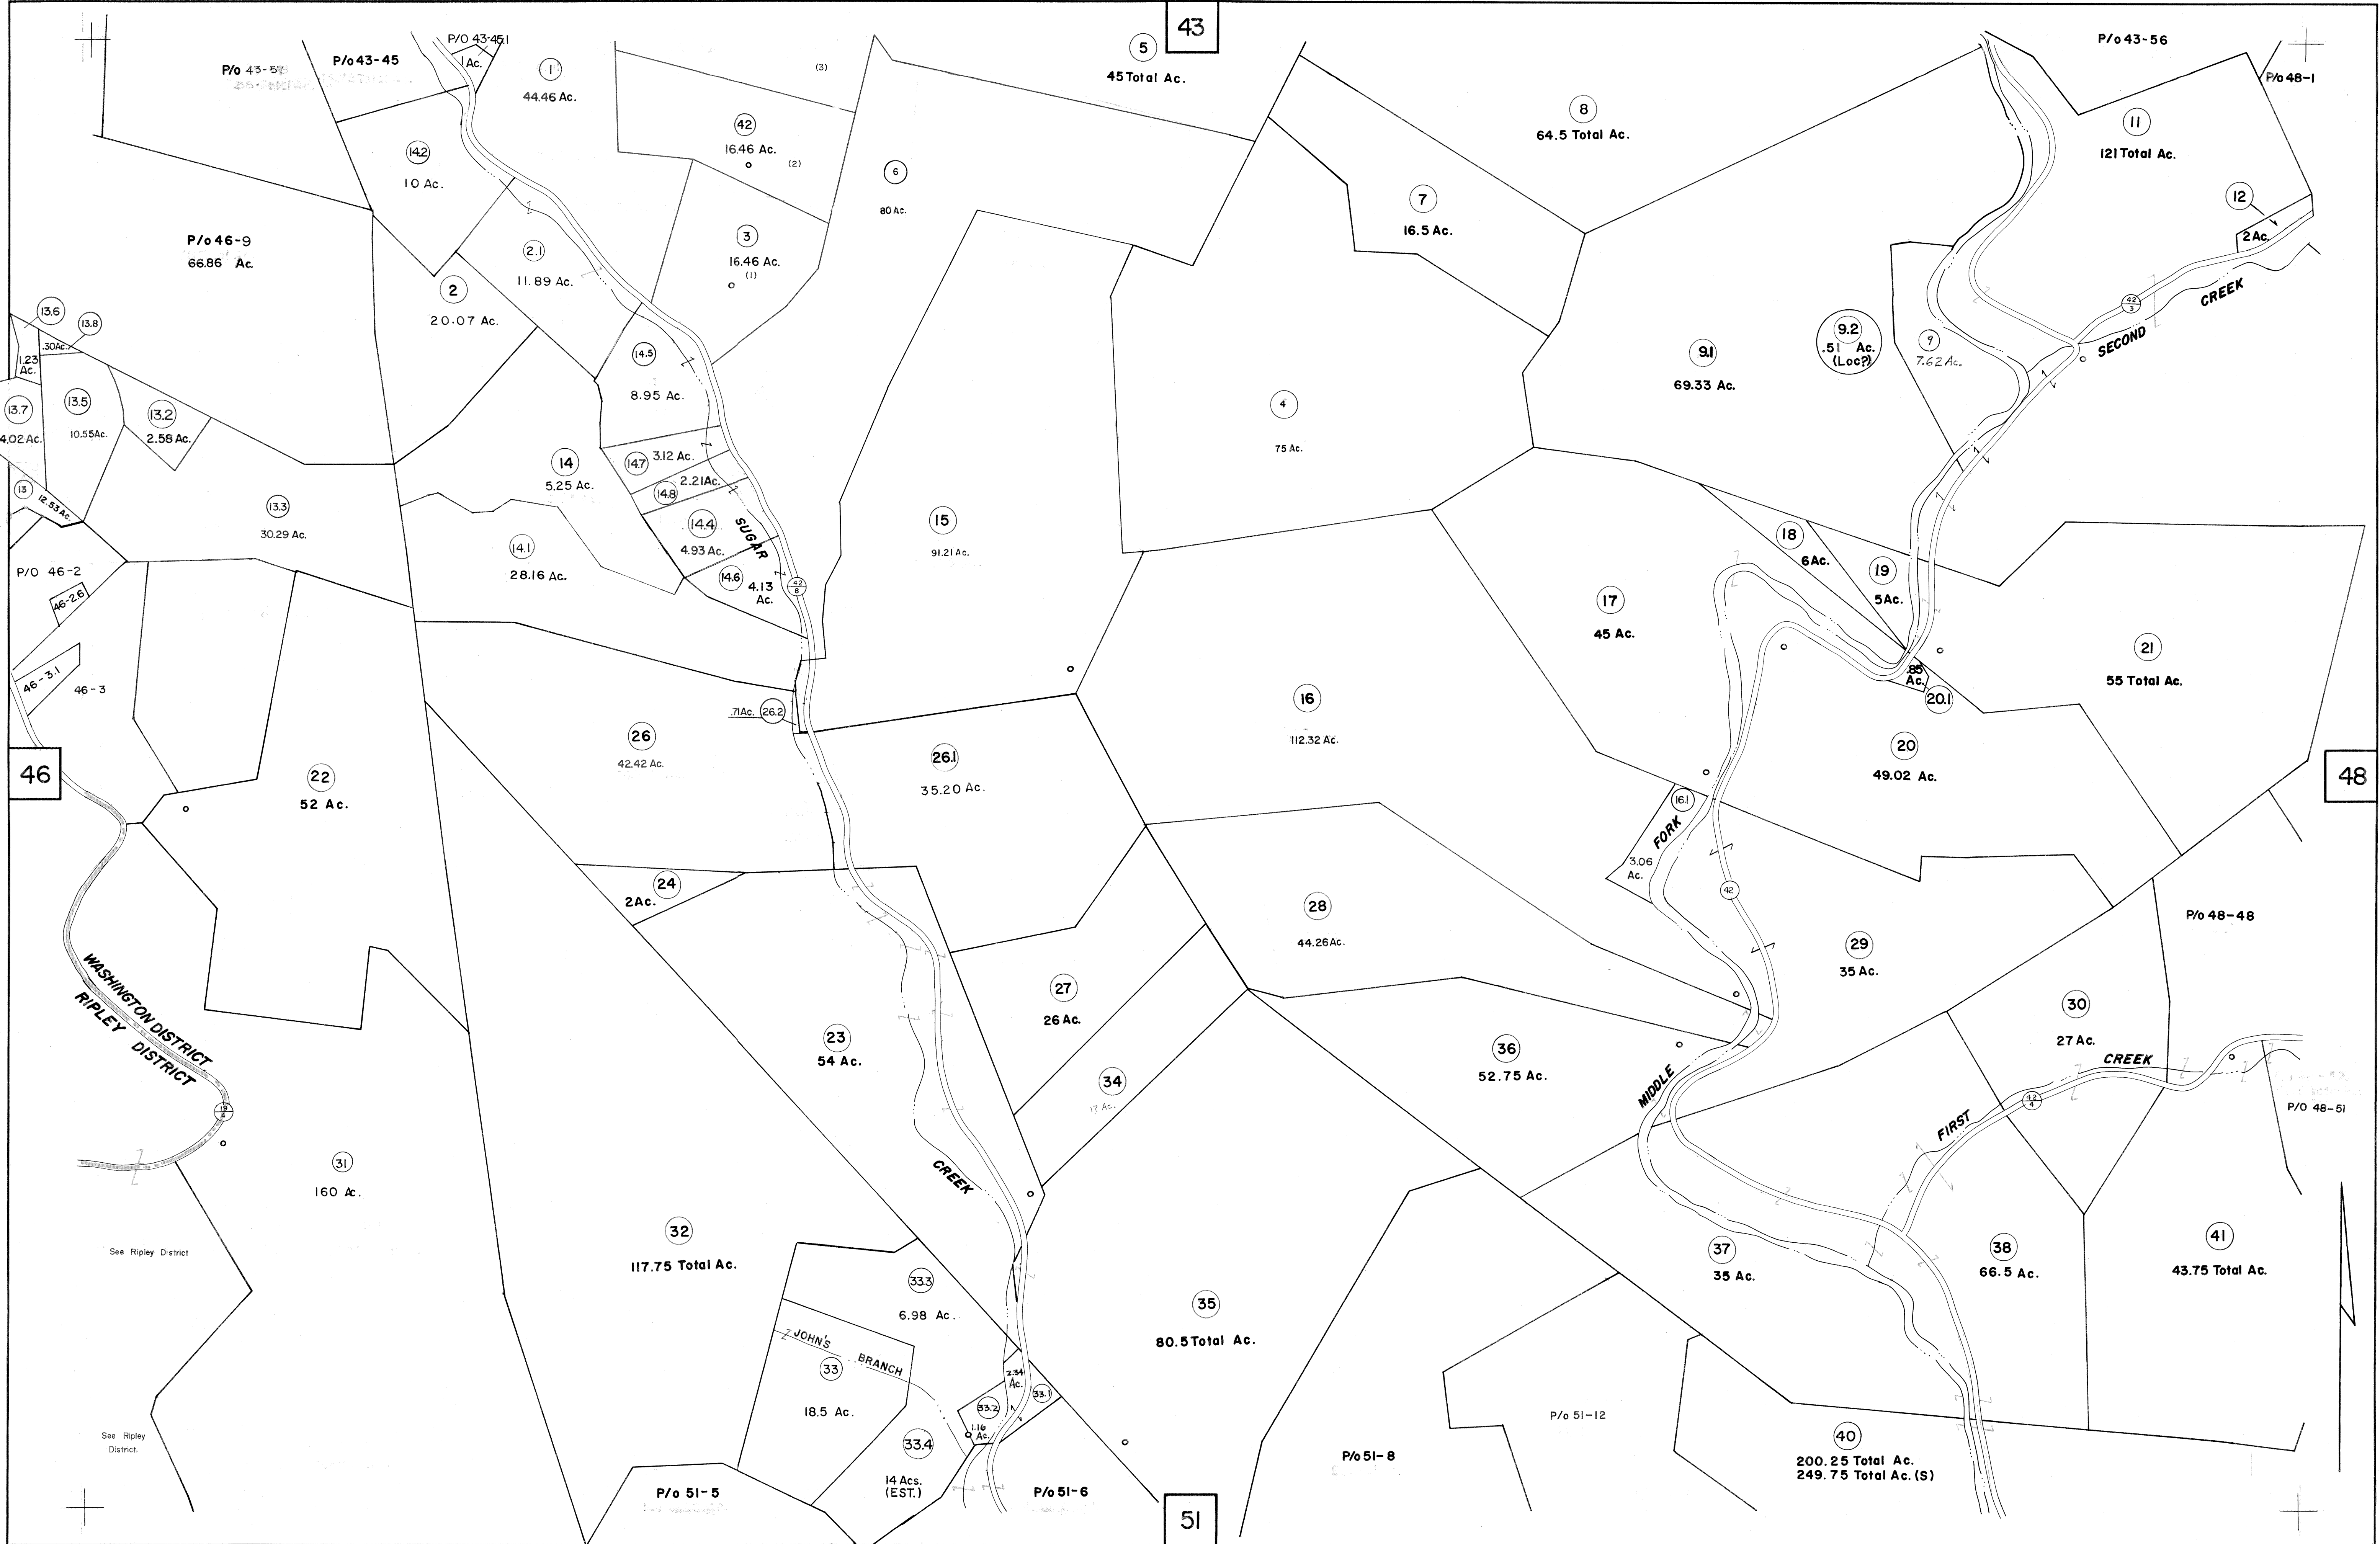 43
P/o 43-57
P/o 43-45
P/O 43-45.1
1 Ac.
1
44.46 Ac.
(3)
5
45 Total Ac.
P/o 43-56
P/o 48-1
42
16.46 Ac.
(2)
8
64.5 Total Ac.
11
121 Total Ac.
14.2
10 Ac.
6
80 Ac.
7
16.5 Ac.
12
2 Ac.
P/o 46-9
66.86 Ac.
2.1
11.89 Ac.
3
16.46 Ac.
(1)
2
20.07 Ac.
42
3
SECOND
CREEK
13.6
13.8
.30 Ac.
1.23
Ac.
14.5
8.95 Ac.
9.1
69.33 Ac.
9.2
.51 Ac.
(Loc?)
9
7.62 Ac.
13.7
4.02 Ac.
13.5
10.55 Ac.
13.2
2.58 Ac.
4
75 Ac.
14
5.25 Ac.
14.7
3.12 Ac.
14.8
2.21 Ac.
13
12.53 Ac.
13.3
30.29 Ac.
14.1
28.16 Ac.
14.4
4.93 Ac.
SUGAR
15
91.21 Ac.
18
6 Ac.
19
5 Ac.
P/O 46-2
46-2.6
14.6
4.13
Ac.
42
8
17
45 Ac.
46-3.1
46-3
21
55 Total Ac.
.85
Ac.
20.1
.71 Ac.
26.2
16
112.32 Ac.
26
42.42 Ac.
26.1
35.20 Ac.
20
49.02 Ac.
46
22
52 Ac.
48
16.1
FORK
3.06
Ac.
24
2 Ac.
42
28
44.26 Ac.
P/o 48-48
29
35 Ac.
WASHINGTON DISTRICT
RIPLEY DISTRICT
27
26 Ac.
30
27 Ac.
23
54 Ac.
36
52.75 Ac.
CREEK
34
17 Ac.
MIDDLE
42
4
FIRST
P/O 48-51
19
4
31
160 Ac.
CREEK
32
117.75 Total Ac.
See Ripley District
37
35 Ac.
38
66.5 Ac.
41
43.75 Total Ac.
33.3
6.98 Ac.
35
80.5 Total Ac.
JOHN'S BRANCH
33
18.5 Ac.
2.34
Ac.
33.1
33.2
1.16
Ac.
See Ripley
District.
33.4
14 Acs.
(EST.)
P/o 51-12
P/o 51-8
40
200.25 Total Ac.
249.75 Total Ac. (S)
P/o 51-5
P/o 51-6
51